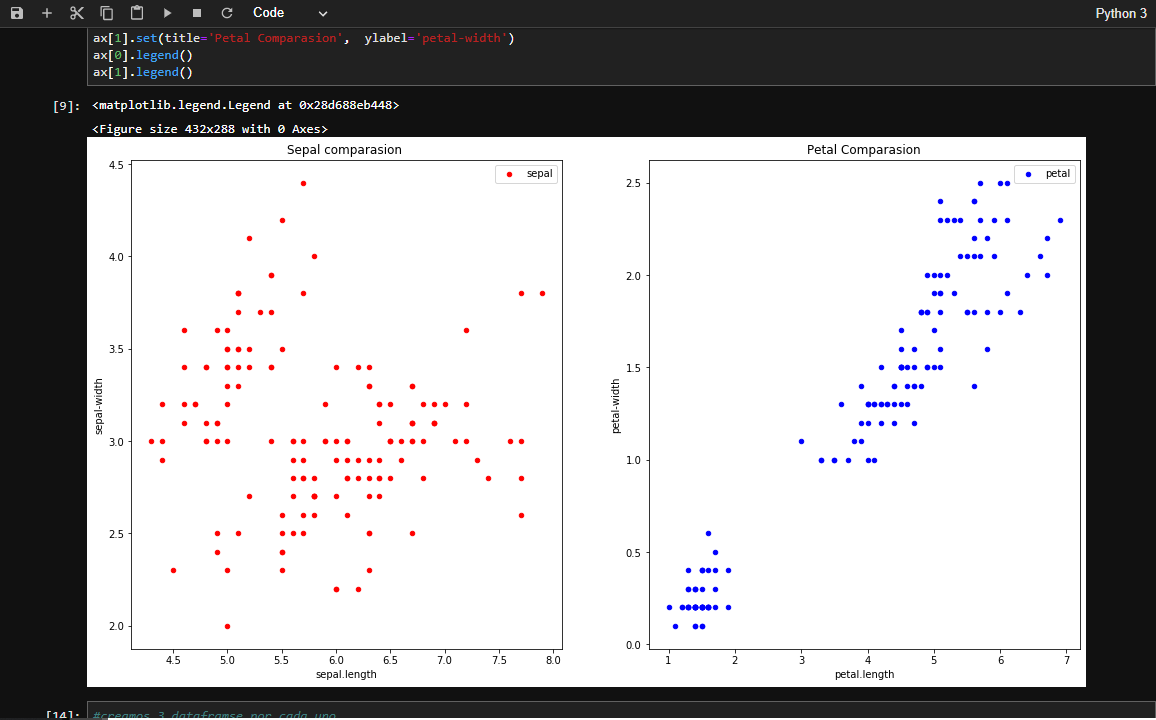 Code
Python 3
ax[1].set(title='Petal Comparasion',  ylabel='petal-width')
ax[0].legend()
ax[1].legend()
[9]:
<matplotlib.legend.Legend at 0x28d688eb448>
<Figure size 432x288 with 0 Axes>
Sepal comparasion
sepal
4.5
4.0
3.5
3.0
2.5
2.0
sepal-width
4.5 5.0 5.5 6.0 6.5 7.0 7.5 8.0
sepal.length
Petal Comparasion
petal
2.5
2.0
1.5
1.0
0.5
0.0
petal-width
1 2 3 4 5 6 7
petal.length
[14]:
#creamos 3 dataframse por cada uno